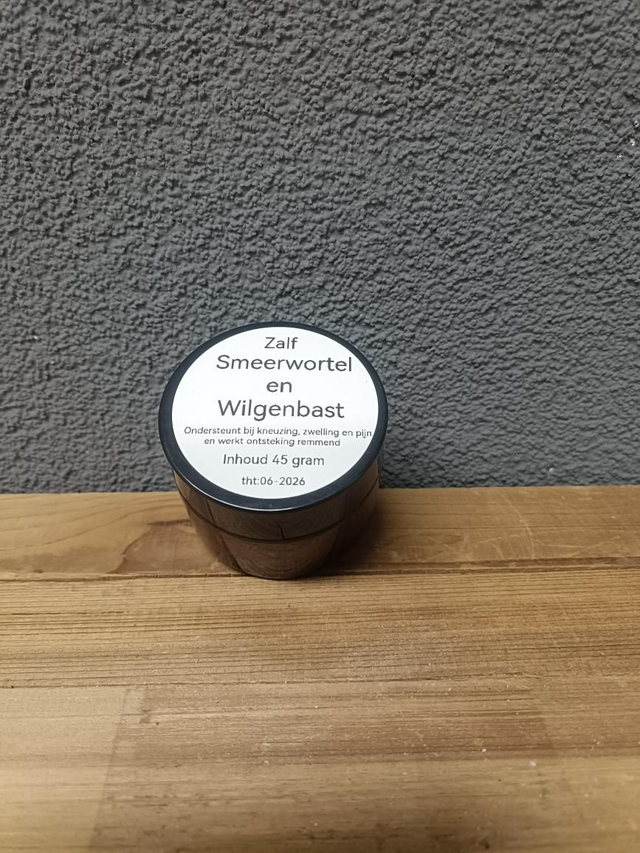 Zalf
Smeerwortel
en
Wilgenbast
Ondersteunt bij kneuzing, zwelling en pijn
en werkt ontsteking remmend
Inhoud 45 gram
tht:06-2026